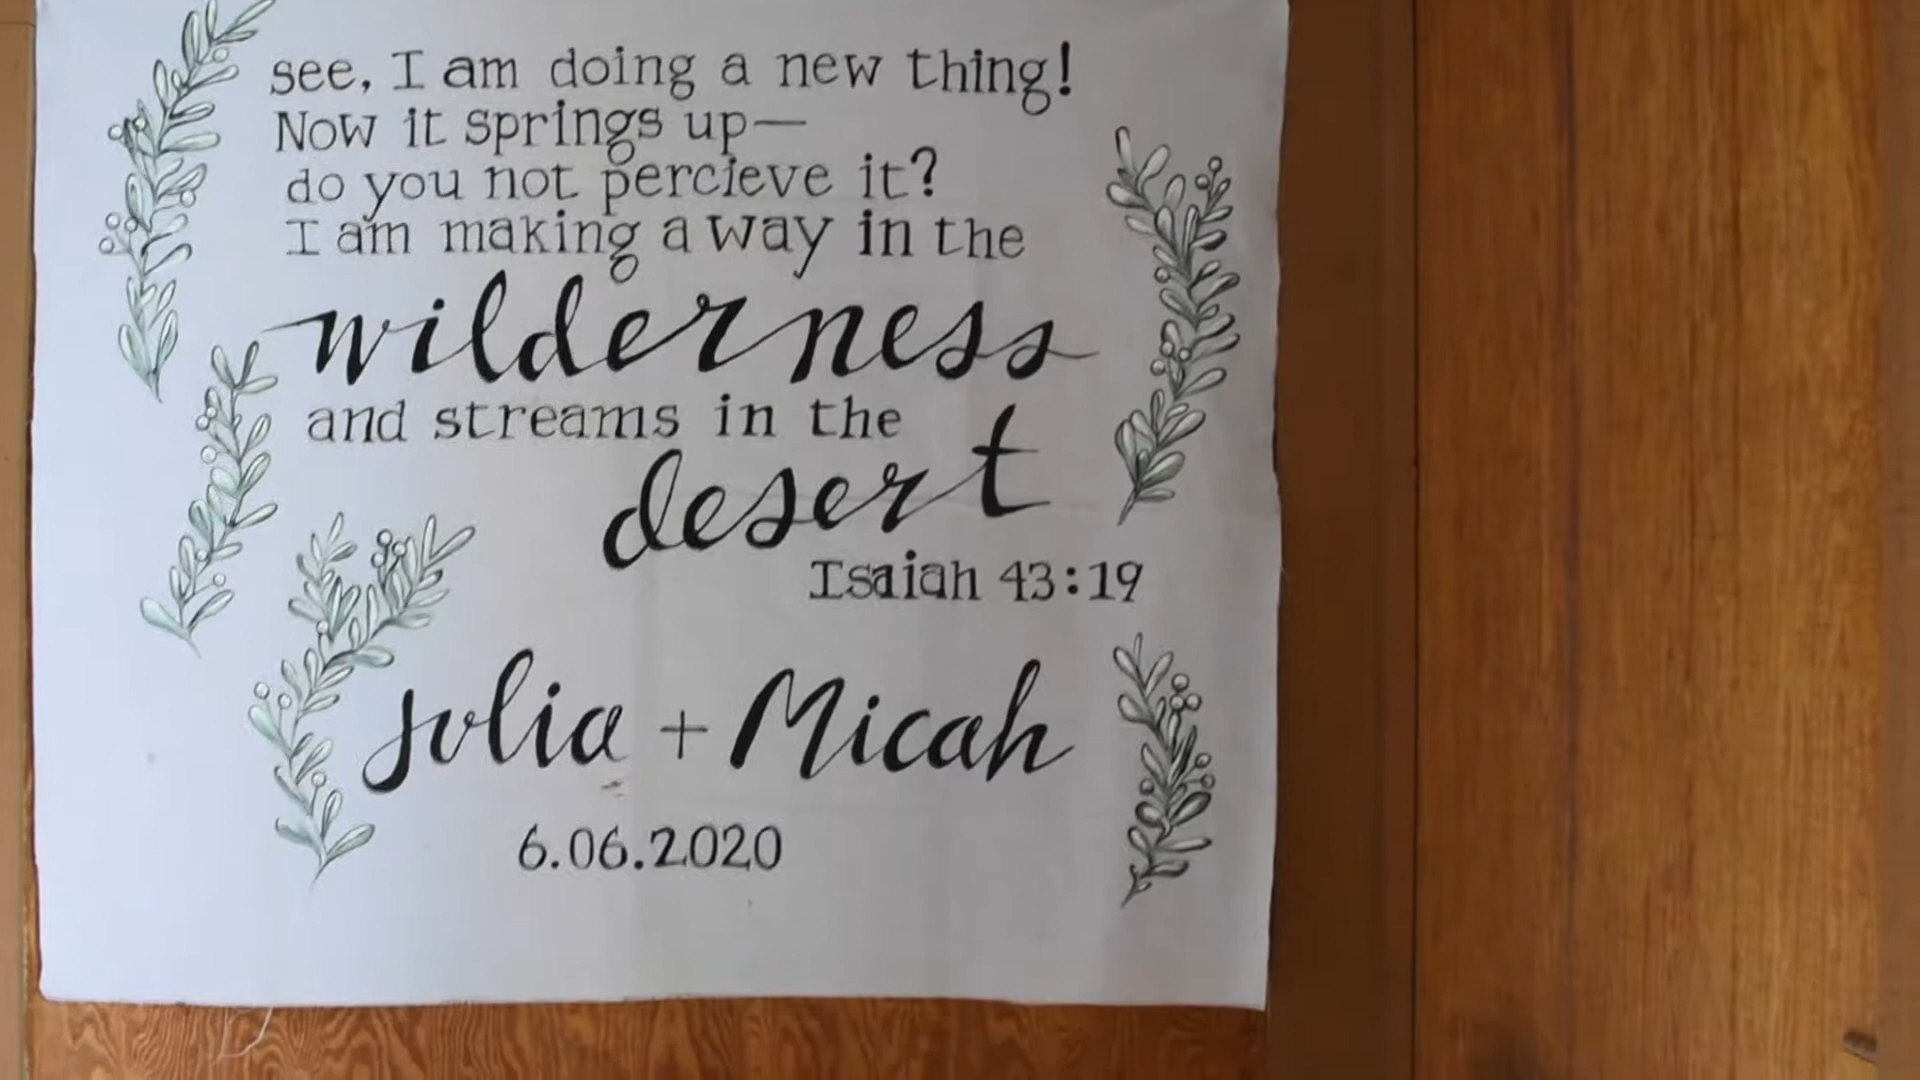 see, I am doing a new thing!
Now it springs up—
do you not percieve it?
I am making a way in the
wilderness
and streams in the
desert
Isaiah 43:19
Julia + Micah
6.06.2020